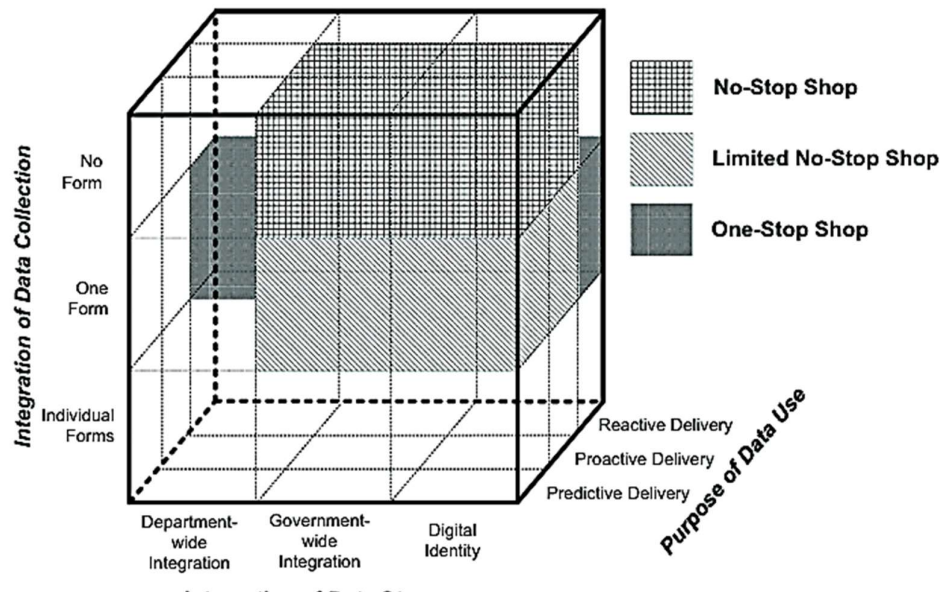 No-Stop Shop
Limited No-Stop Shop
One-Stop Shop
Integration of Data Collection
No
Form
One
Form
Individual
Forms
Reactive Delivery
Proactive Delivery
Predictive Delivery
Purpose of Data Use
Department-
wide
Integration
Government-
wide
Integration
Digital
Identity